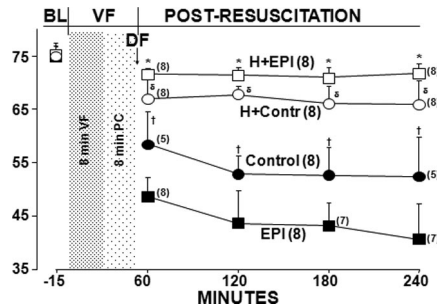 BL VF POST-RESUSCITATION
DF
75
65
55
45
35
8 min VF
8 min PC
* * * *
(8) H+EPI (8) (8)
δ δ δ δ
(8) H+Contr (8) (8)
† † † †
(5) Control (8) (5)
(8) EPI (8) (7) (7)
-15 60 120 180 240
MINUTES